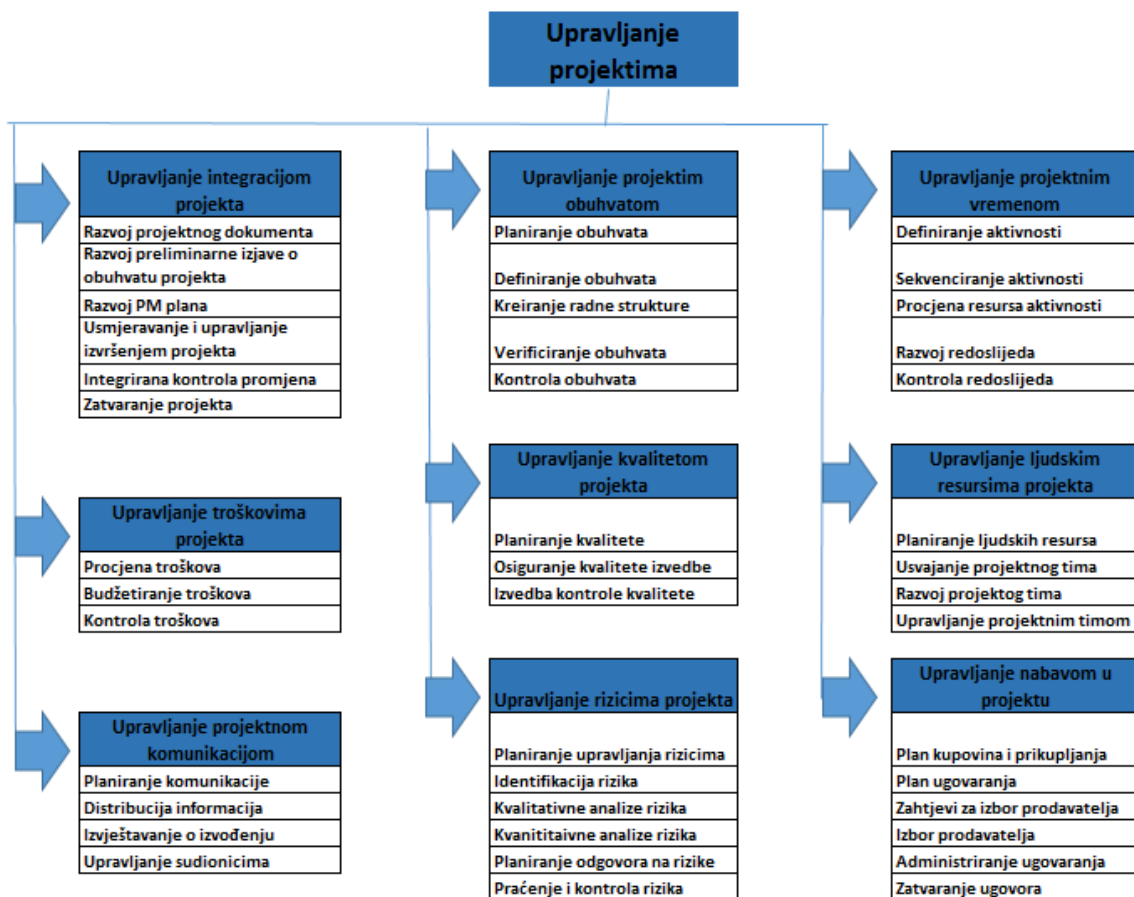 Upravljanje
projektima
Upravljanje integracijom
projekta
Razvoj projektnog dokumenta
Razvoj preliminarne izjave o
obuhvatu projekta
Razvoj PM plana
Usmjeravanje i upravljanje
izvršenjem projekta
Integrirana kontrola promjena
Zatvaranje projekta
Upravljanje troškovima
projekta
Procjena troškova
Budžetiranje troškova
Kontrola troškova
Upravljanje projektnom
komunikacijom
Planiranje komunikacije
Distribucija informacija
Izvještavanje o izvođenju
Upravljanje sudionicima
Upravljanje projektim
obuhvatom
Planiranje obuhvata
Definiranje obuhvata
Kreiranje radne strukture
Verificiranje obuhvata
Kontrola obuhvata
Upravljanje kvalitetom
projekta
Planiranje kvalitete
Osiguranje kvalitete izvedbe
Izvedba kontrole kvalitete
Upravljanje rizicima projekta
Planiranje upravljanja rizicima
Identifikacija rizika
Kvalitativne analize rizika
Kvanititaivne analize rizika
Planiranje odgovora na rizike
Praćenje i kontrola rizika
Upravljanje projektnim
vremenom
Definiranje aktivnosti
Sekvenciranje aktivnosti
Procjena resursa aktivnosti
Razvoj redoslijeda
Kontrola redoslijeda
Upravljanje ljudskim
resursima projekta
Planiranje ljudskih resursa
Usvajanje projektnog tima
Razvoj projektog tima
Upravljanje projektnim timom
Upravljanje nabavom u
projektu
Plan kupovina i prikupljanja
Plan ugovaranja
Zahtjevi za izbor prodavatelja
Izbor prodavatelja
Administriranje ugovaranja
Zatvaranje ugovora